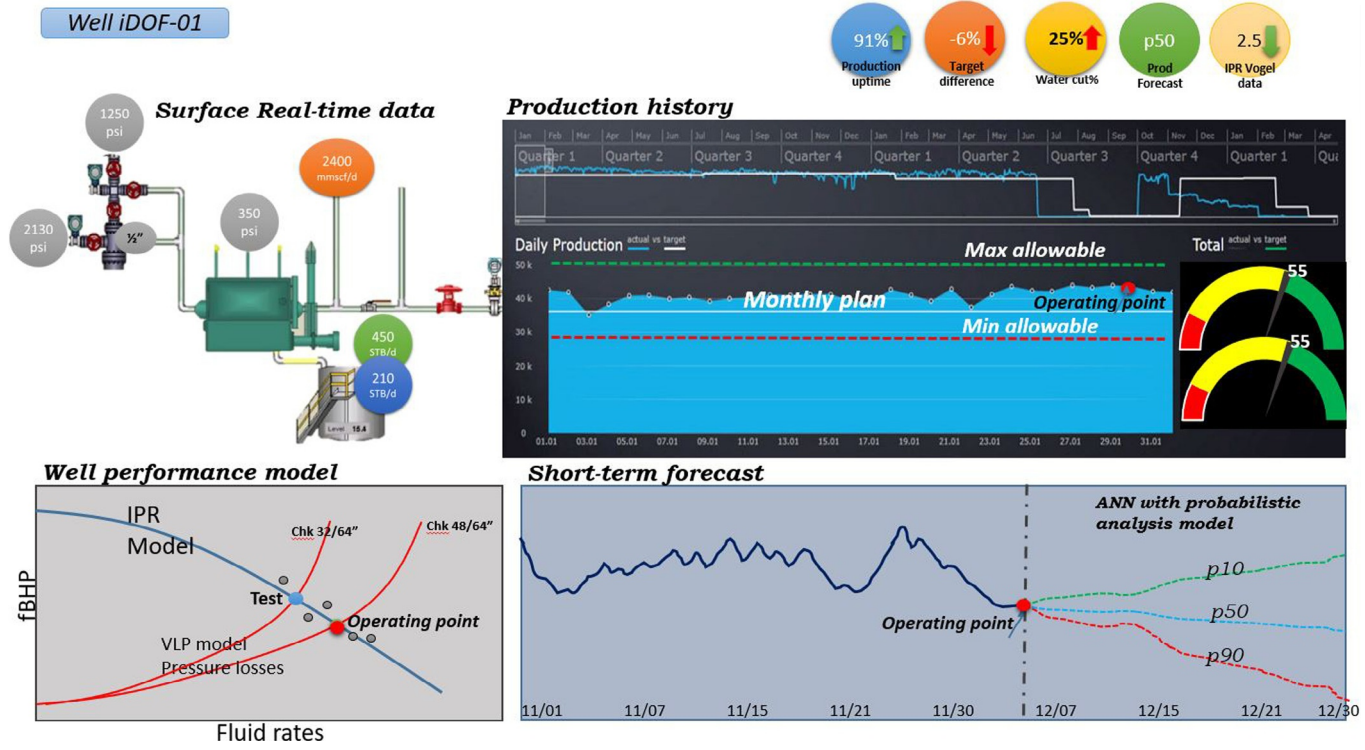 Well iDOF-01
91%
Production
uptime
-6%
Target
difference
25%
Water cut%
p50
Prod
Forecast
2.5
IPR Vogel
data
Surface Real-time data
1250
psi
2400
mmscf/d
2130
psi
½”
350
psi
450
STB/d
210
STB/d
Level 15.4
Production history
Jan Feb Mar Apr May Jun Jul Aug Sep Oct Nov Dec Jan Feb Mar Apr May Jun Jul Aug Sep Oct Nov Dec Jan Feb Mar Apr
Quarter 1 Quarter 2 Quarter 3 Quarter 4 Quarter 1 Quarter 2 Quarter 3 Quarter 4 Quarter 1 Qua
Daily Production actual vs target
Total actual vs target
Max allowable
50 k
40 k
Monthly plan
Operating point
30 k
Min allowable
20 k
10 k
0
01.01 03.01 05.01 07.01 09.01 11.01 13.01 15.01 17.01 19.01 21.01 23.01 25.01 27.01 29.01 31.01
55
55
Well performance model
IPR
Model
Chk 32/64”
Chk 48/64”
Test
Operating point
VLP model
Pressure losses
fBHP
Fluid rates
Short-term forecast
ANN with probabilistic
analysis model
p10
p50
p90
Operating point
11/01 11/07 11/15 11/21 11/30 12/07 12/15 12/21 12/30